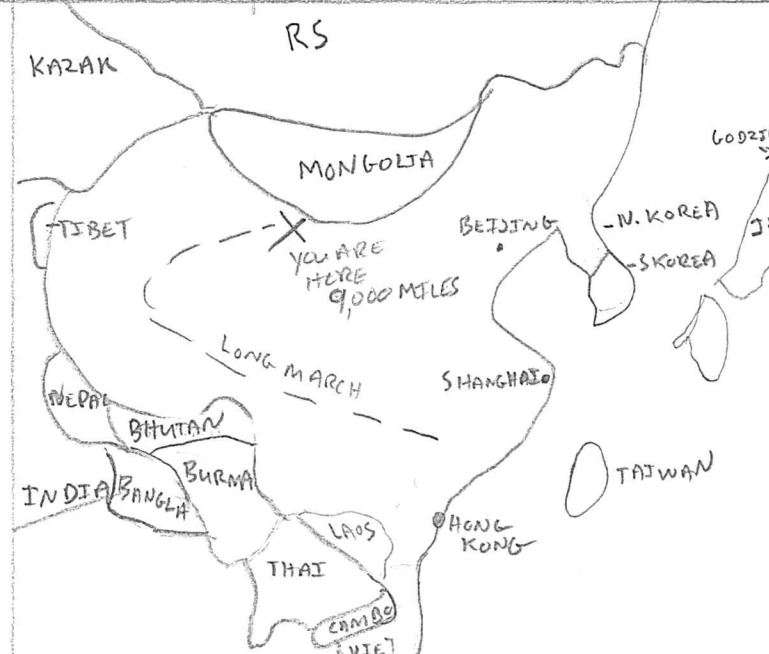 RS
KAZAK
MONGOLIA
GODZI
TIBET
BEIJING
N. KOREA
S KOREA
YOU ARE
HERE
9,000 MILES
LONG MARCH
SHANGHAI
NEPAL
BHUTAN
BURMA
INDIA
BANGLA
TAIWAN
LAOS
HONG
KONG
THAI
CAMBO
VIET